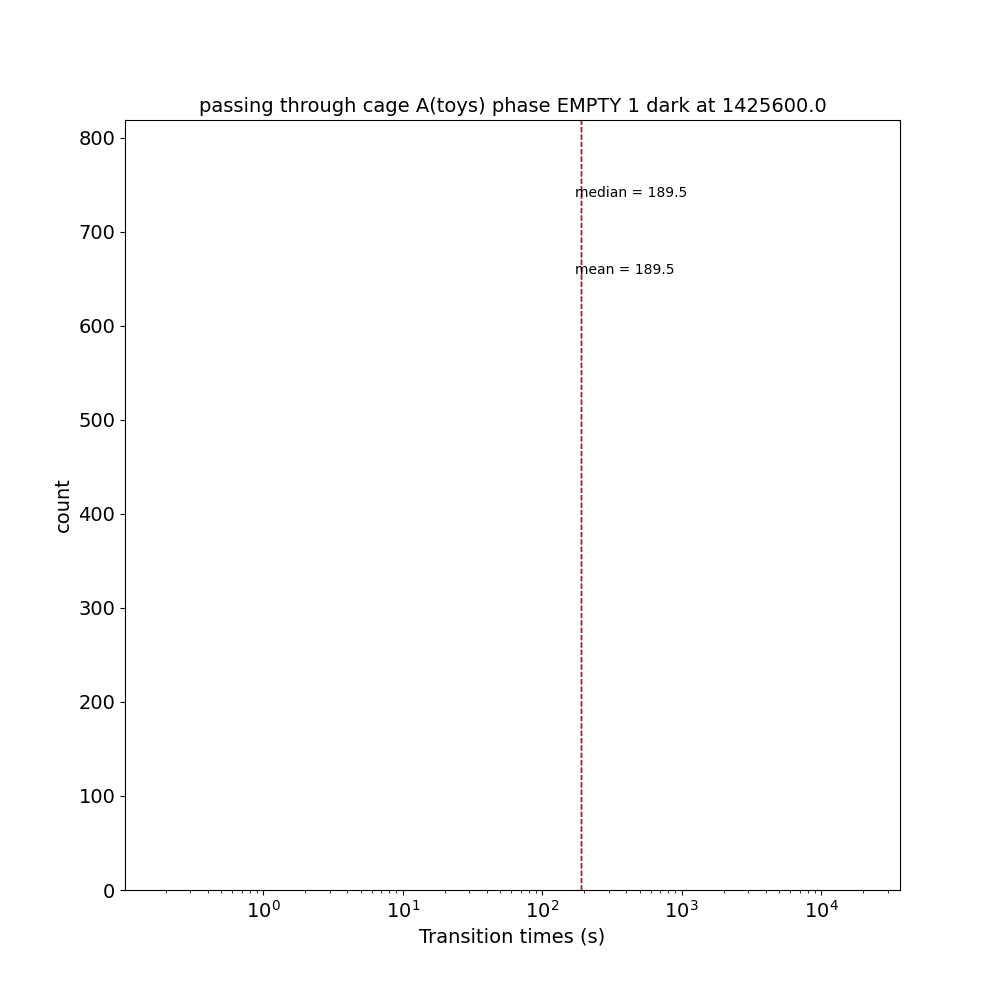 passing through cage A(toys) phase EMPTY 1 dark at 1425600.0
800
median = 189.5
700
mean = 189.5
600
500
count
400
300
200
100
0
10^0 10^1 10^2 10^3 10^4
Transition times (s)